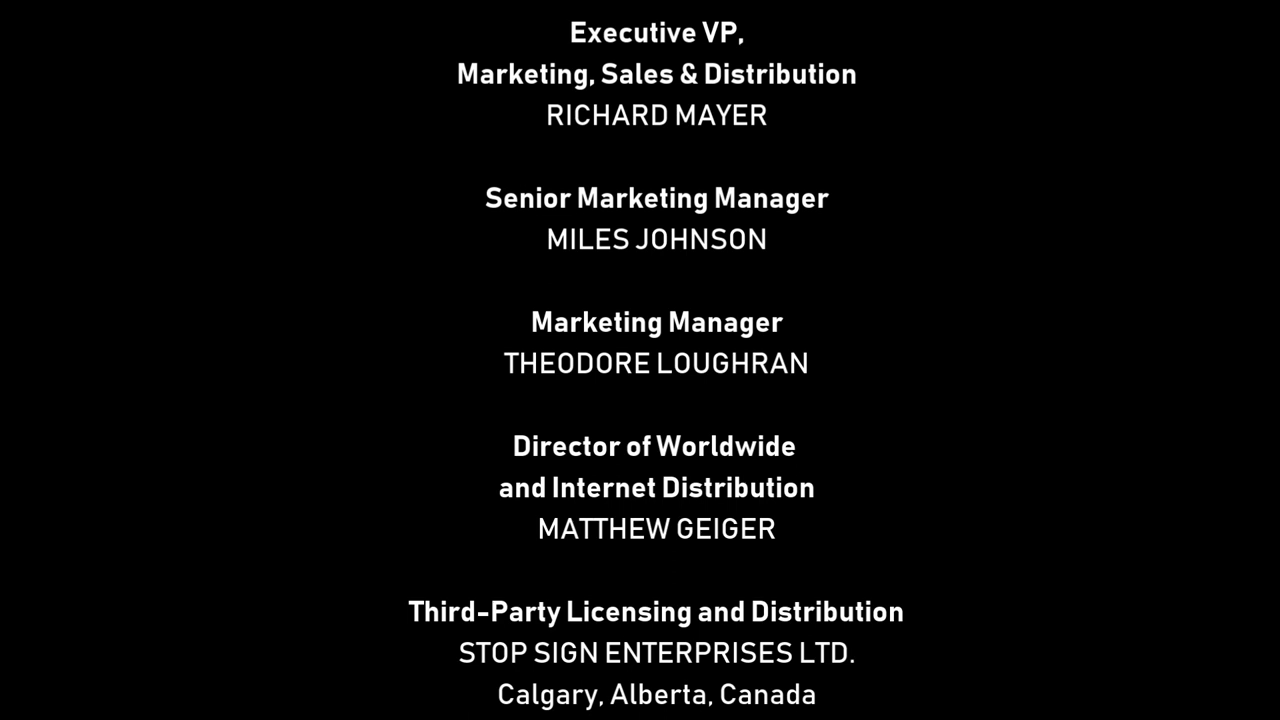 Executive VP,
Marketing, Sales & Distribution
RICHARD MAYER
Senior Marketing Manager
MILES JOHNSON
Marketing Manager
THEODORE LOUGHRAN
Director of Worldwide
and Internet Distribution
MATTHEW GEIGER
Third-Party Licensing and Distribution
STOP SIGN ENTERPRISES LTD.
Calgary, Alberta, Canada